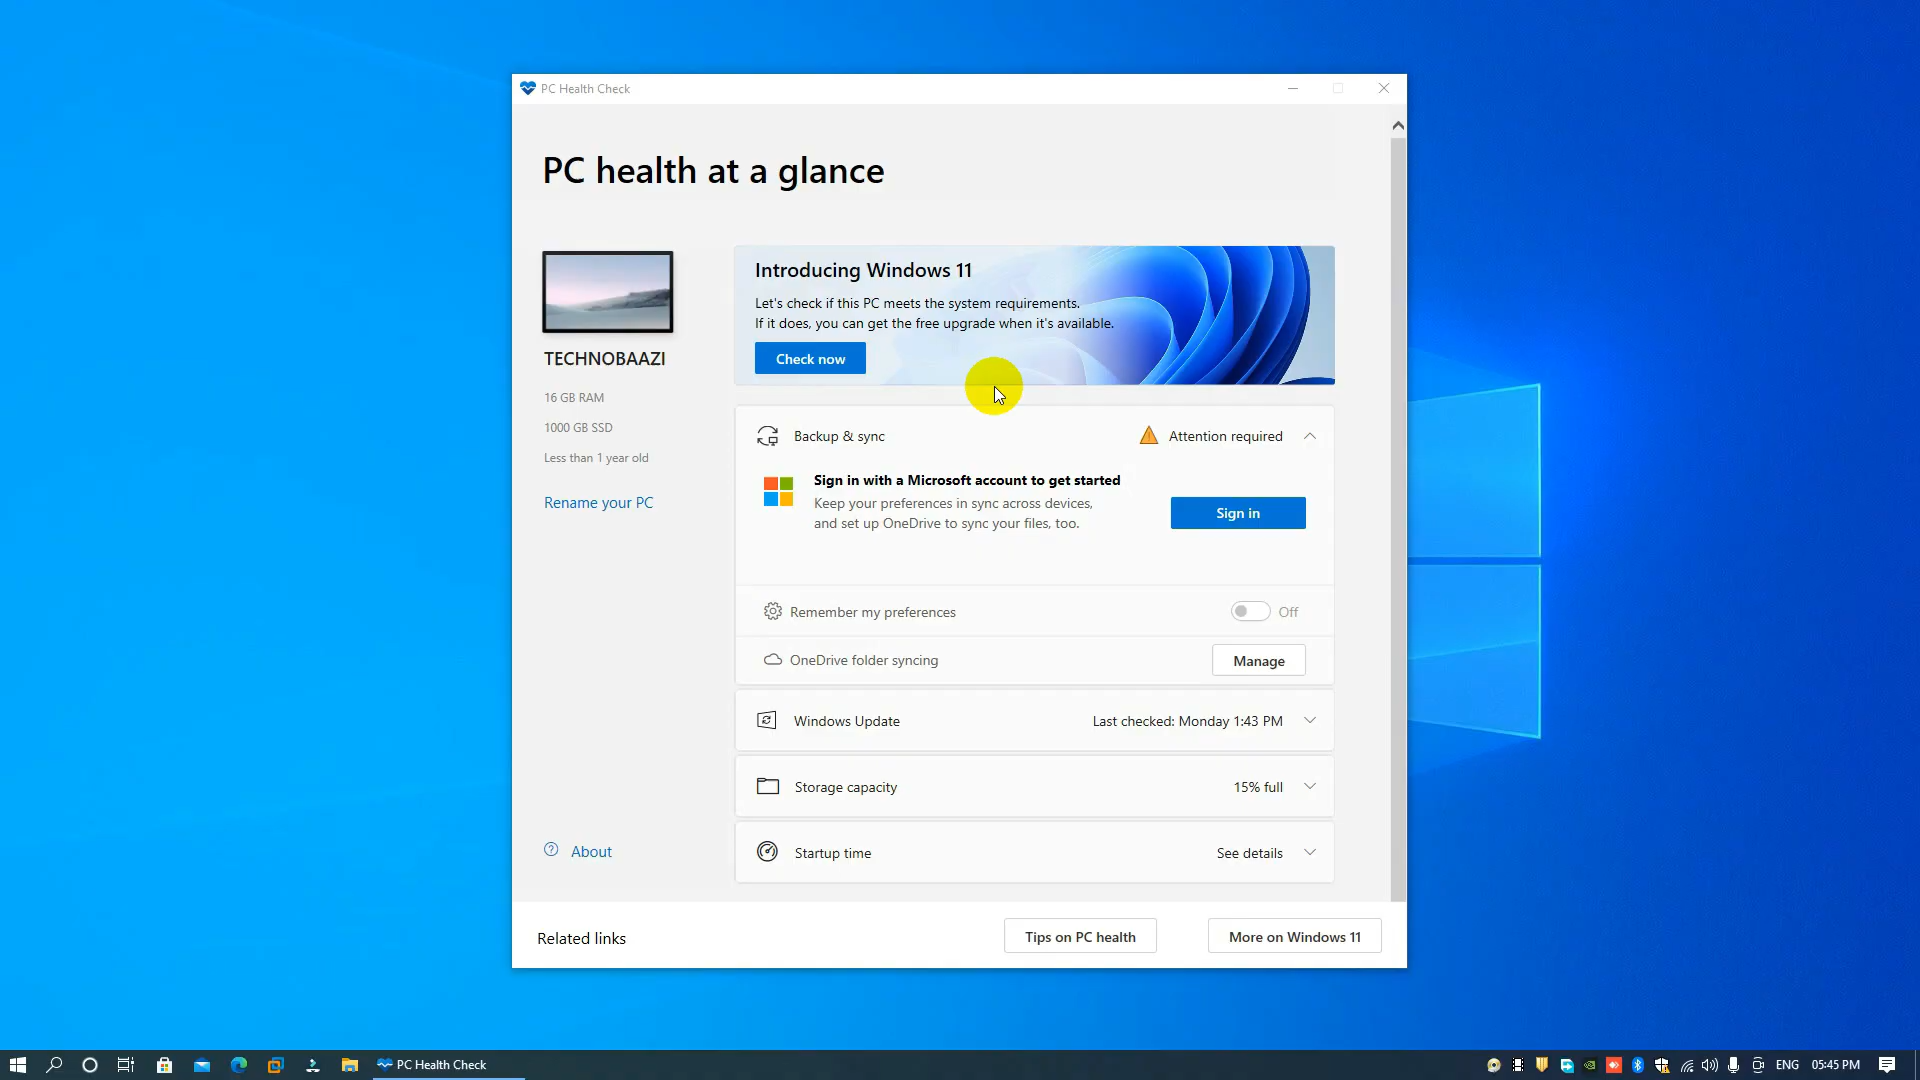 PC Health Check
PC health at a glance
Introducing Windows 11
Let's check if this PC meets the system requirements.
If it does, you can get the free upgrade when it's available.
Check now
TECHNOBAAZI
16 GB RAM
1000 GB SSD
Less than 1 year old
Rename your PC
Backup & sync
Attention required
Sign in with a Microsoft account to get started
Keep your preferences in sync across devices,
and set up OneDrive to sync your files, too.
Sign in
Remember my preferences
Off
OneDrive folder syncing
Manage
Windows Update
Last checked: Monday 1:43 PM
Storage capacity
15% full
Startup time
See details
About
Related links
Tips on PC health
More on Windows 11
PC Health Check
ENG
05:45 PM